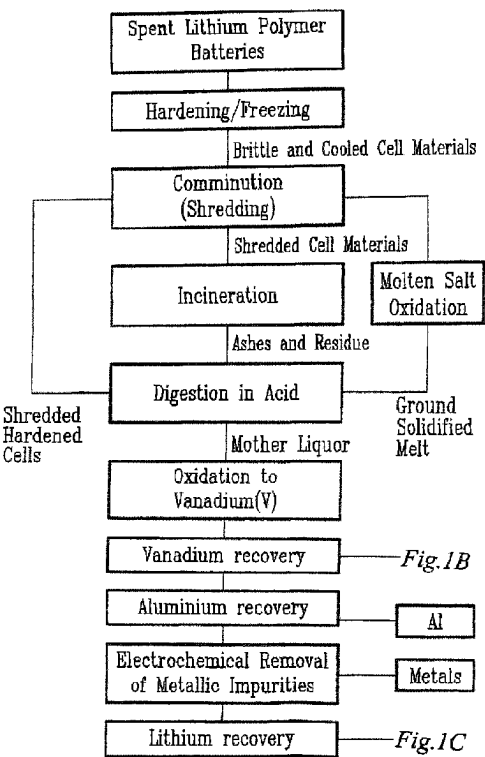 Spent Lithium Polymer
Batteries
Hardening/Freezing
Brittle and Cooled Cell Materials
Comminution
(Shredding)
Shredded Cell Materials
Incineration
Molten Salt
Oxidation
Ashes and Residue
Digestion in Acid
Shredded
Hardened
Cells
Ground
Solidified
Melt
Mother Liquor
Oxidation to
Vanadium(V)
Vanadium recovery
Fig.1B
Aluminium recovery
Al
Electrochemical Removal
of Metallic Impurities
Metals
Lithium recovery
Fig.1C